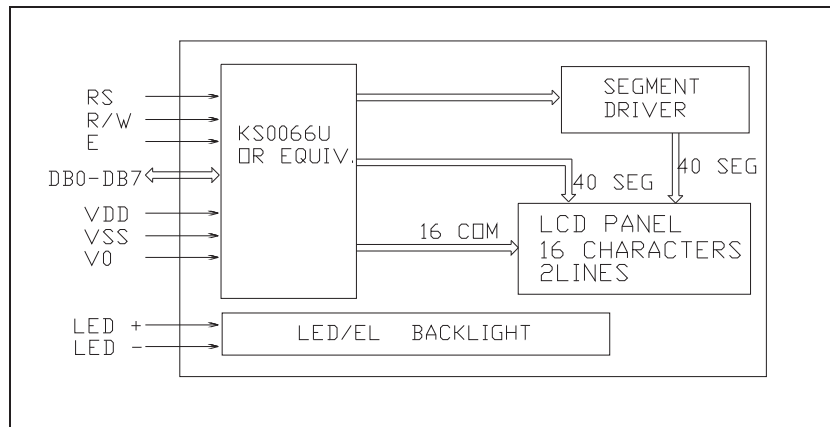 RS
R/W
E
DB0-DB7
VDD
VSS
V0
LED +
LED -
KS0066U
OR EQUIV.
SEGMENT
DRIVER
40 SEG
40 SEG
16 COM
LCD PANEL
16 CHARACTERS
2LINES
LED/EL BACKLIGHT